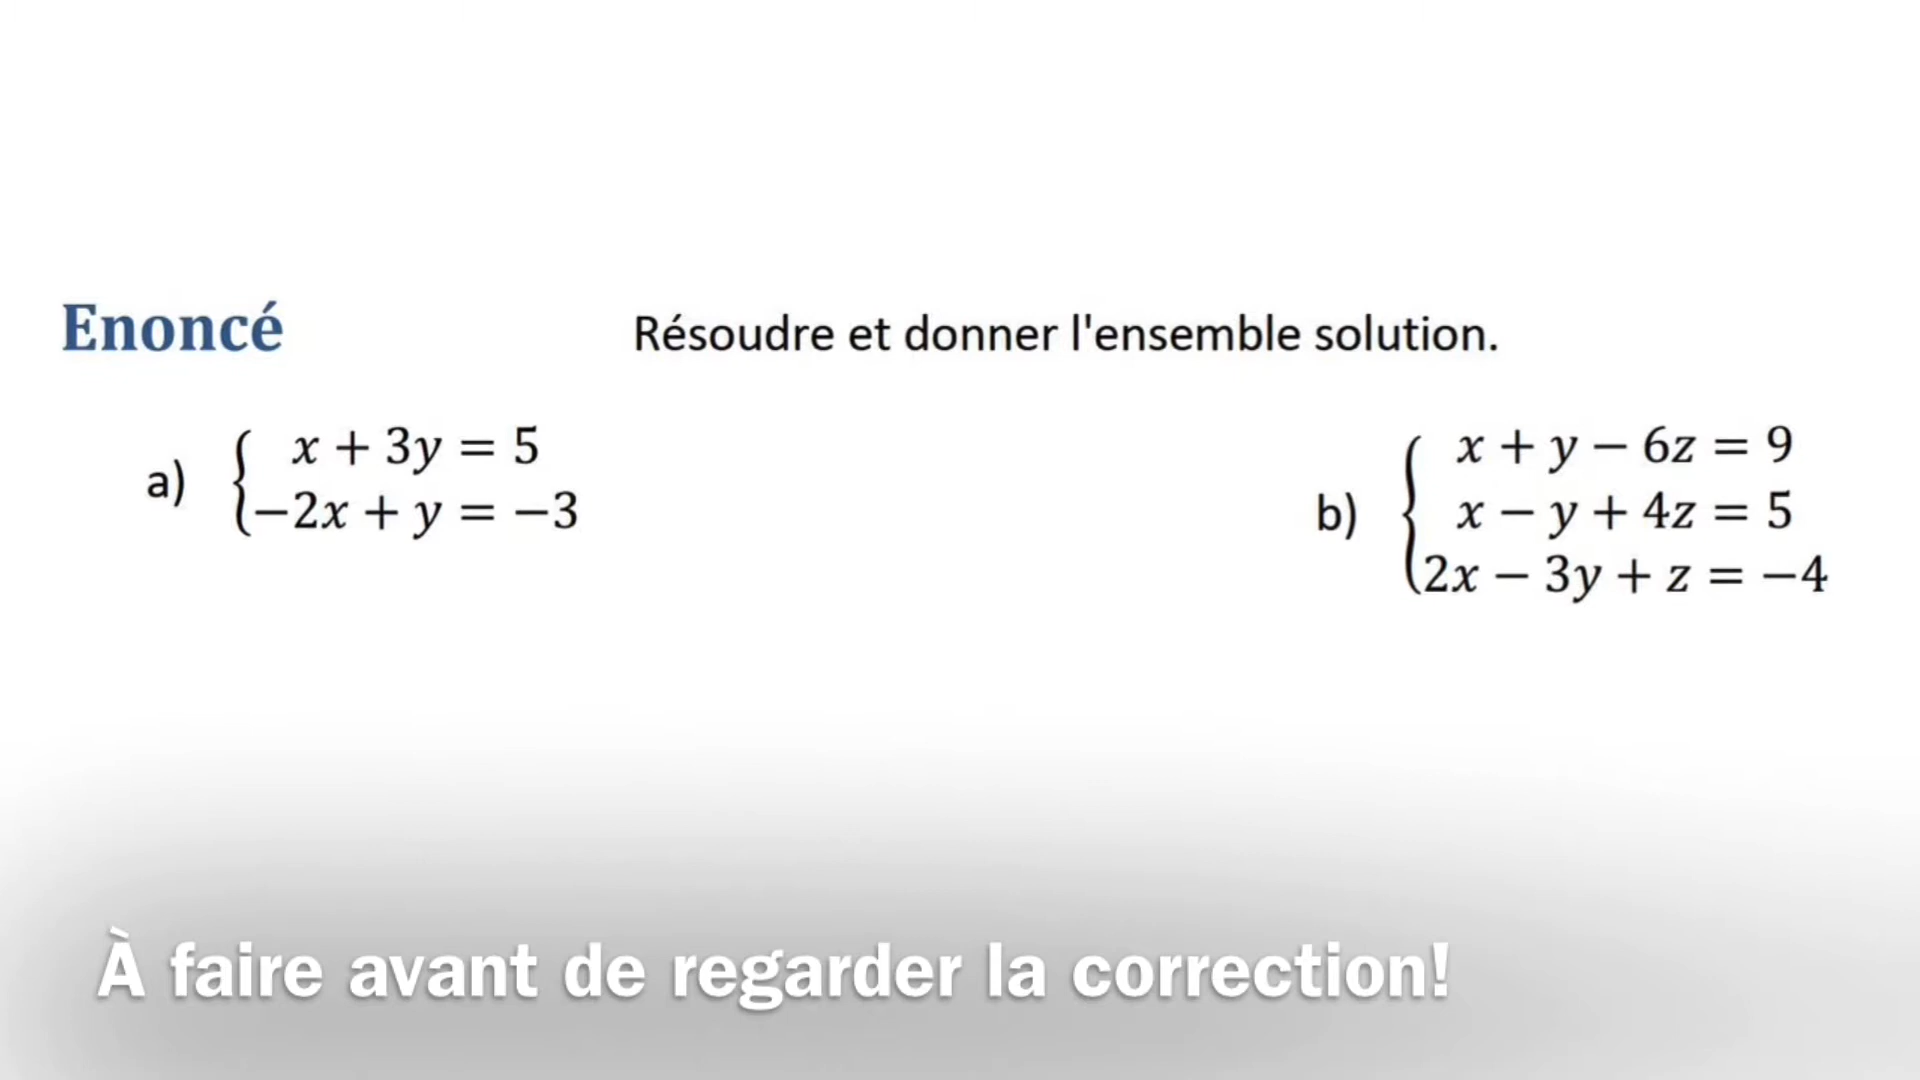 Enoncé
Résoudre et donner l'ensemble solution.
a) { x + 3y = 5
−2x + y = −3
b) { x + y − 6z = 9
x − y + 4z = 5
2x − 3y + z = −4
À faire avant de regarder la correction!